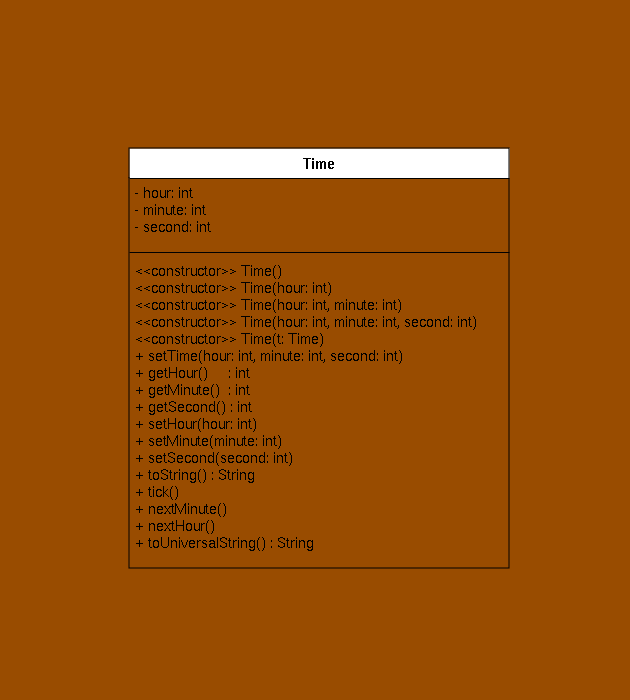 Time
- hour: int
- minute: int
- second: int
<<constructor>> Time()
<<constructor>> Time(hour: int)
<<constructor>> Time(hour: int, minute: int)
<<constructor>> Time(hour: int, minute: int, second: int)
<<constructor>> Time(t: Time)
+ setTime(hour: int, minute: int, second: int)
+ getHour() : int
+ getMinute() : int
+ getSecond() : int
+ setHour(hour: int)
+ setMinute(minute: int)
+ setSecond(second: int)
+ toString() : String
+ tick()
+ nextMinute()
+ nextHour()
+ toUniversalString() : String